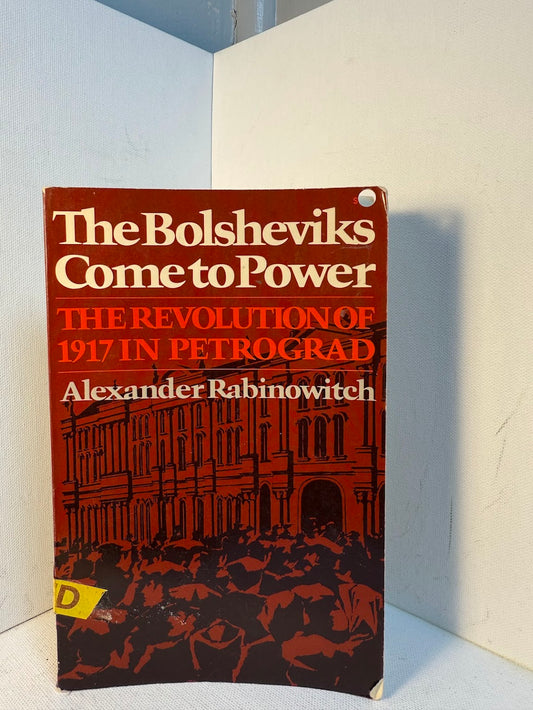 The Bolsheviks
Come to Power
THE REVOLUTION OF
1917 IN PETROGRAD
Alexander Rabinowitch
D